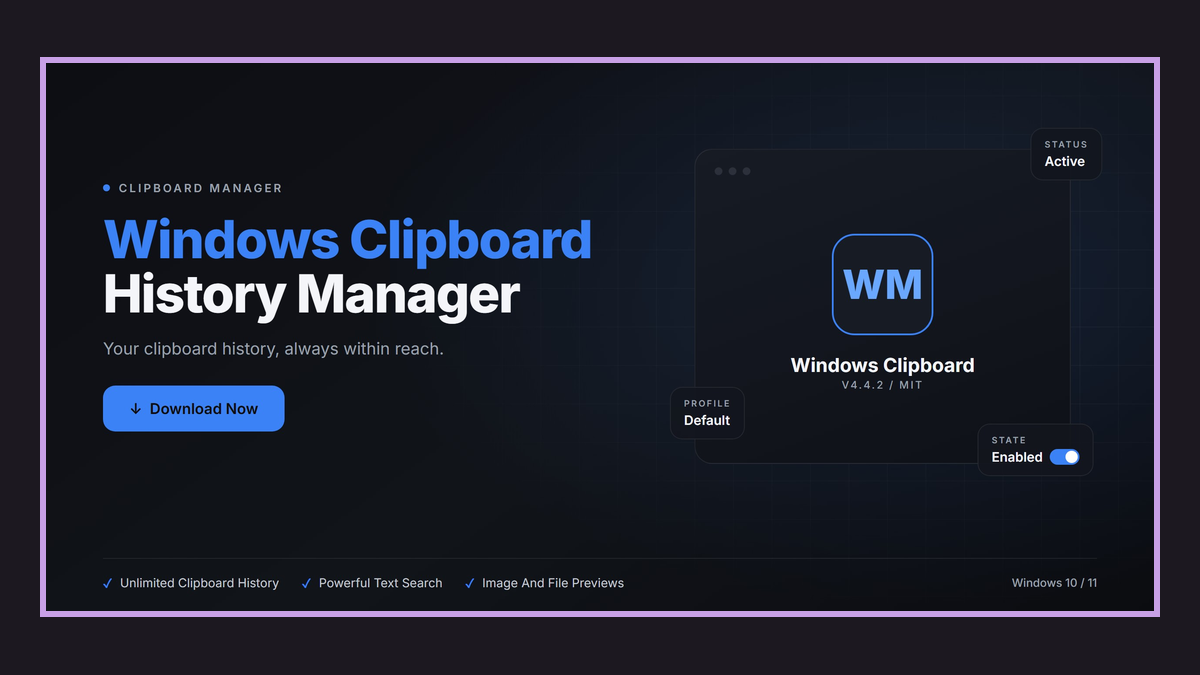 CLIPBOARD MANAGER
Windows Clipboard
History Manager
Your clipboard history, always within reach.
↓ Download Now
STATUS
Active
WM
Windows Clipboard
V4.4.2 / MIT
PROFILE
Default
STATE
Enabled
✓ Unlimited Clipboard History
✓ Powerful Text Search
✓ Image And File Previews
Windows 10 / 11